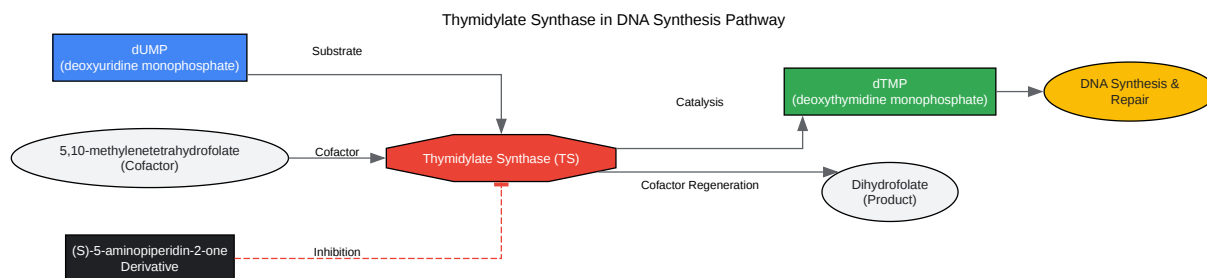 Thymidylate Synthase in DNA Synthesis Pathway
dUMP
(deoxyuridine monophosphate)
Substrate
dTMP
(deoxythymidine monophosphate)
DNA Synthesis &
Repair
Catalysis
5,10-methylenetetrahydrofolate
(Cofactor)
Cofactor
Thymidylate Synthase (TS)
Cofactor Regeneration
Dihydrofolate
(Product)
(S)-5-aminopiperidin-2-one
Derivative
Inhibition